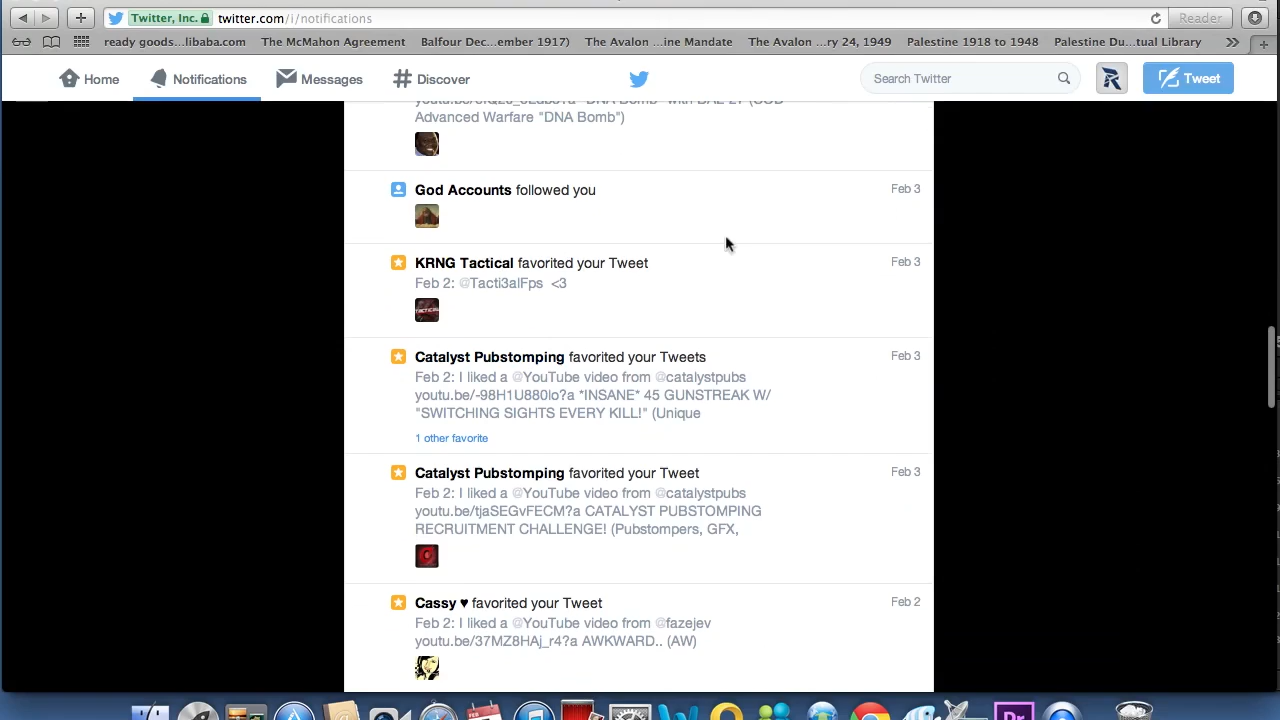 Twitter, Inc. twitter.com/i/notifications Reader
ready goods...libaba.com The McMahon Agreement Balfour Dec...ember 1917) The Avalon ...ine Mandate The Avalon ...ry 24, 1949 Palestine 1918 to 1948 Palestine Du...tual Library
Home Notifications Messages Discover Search Twitter Tweet
Advanced Warfare "DNA Bomb")
God Accounts followed you Feb 3
KRNG Tactical favorited your Tweet Feb 3
Feb 2: @Tacti3alFps <3
Catalyst Pubstomping favorited your Tweets Feb 3
Feb 2: I liked a @YouTube video from @catalystpubs
youtu.be/-98H1U880lo?a *INSANE* 45 GUNSTREAK W/
"SWITCHING SIGHTS EVERY KILL!" (Unique
1 other favorite
Catalyst Pubstomping favorited your Tweet Feb 3
Feb 2: I liked a @YouTube video from @catalystpubs
youtu.be/tjaSEGvFECM?a CATALYST PUBSTOMPING
RECRUITMENT CHALLENGE! (Pubstompers, GFX,
Cassy ♥ favorited your Tweet Feb 2
Feb 2: I liked a @YouTube video from @fazejev
youtu.be/37MZ8HAj_r4?a AWKWARD.. (AW)
FEB
Pr